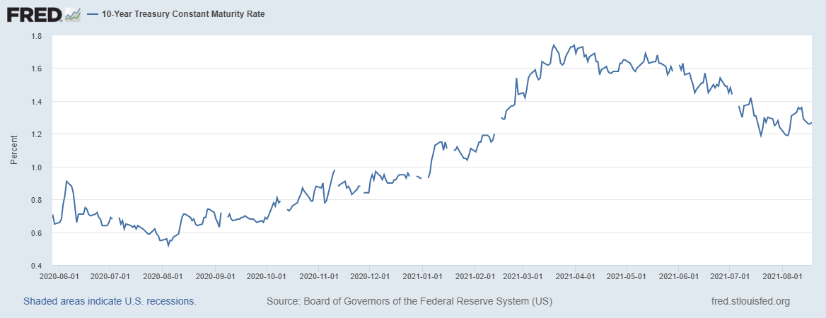 FRED
10-Year Treasury Constant Maturity Rate
1.8
1.6
1.4
1.2
1.0
0.8
0.6
0.4
Percent
2020-06-01 2020-07-01 2020-08-01 2020-09-01 2020-10-01 2020-11-01 2020-12-01 2021-01-01 2021-02-01 2021-03-01 2021-04-01 2021-05-01 2021-06-01 2021-07-01 2021-08-01
Shaded areas indicate U.S. recessions. Source: Board of Governors of the Federal Reserve System (US) fred.stlouisfed.org